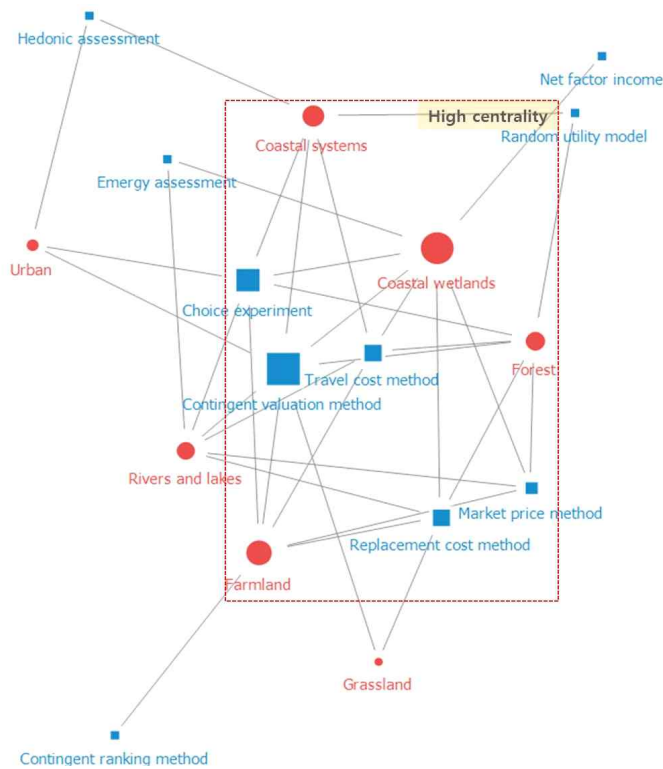 Hedonic assessment
Net factor income
High centrality
Random utility model
Coastal systems
Emergy assessment
Urban
Coastal wetlands
Choice experiment
Forest
Travel cost method
Contingent valuation method
Rivers and lakes
Market price method
Replacement cost method
Farmland
Grassland
Contingent ranking method